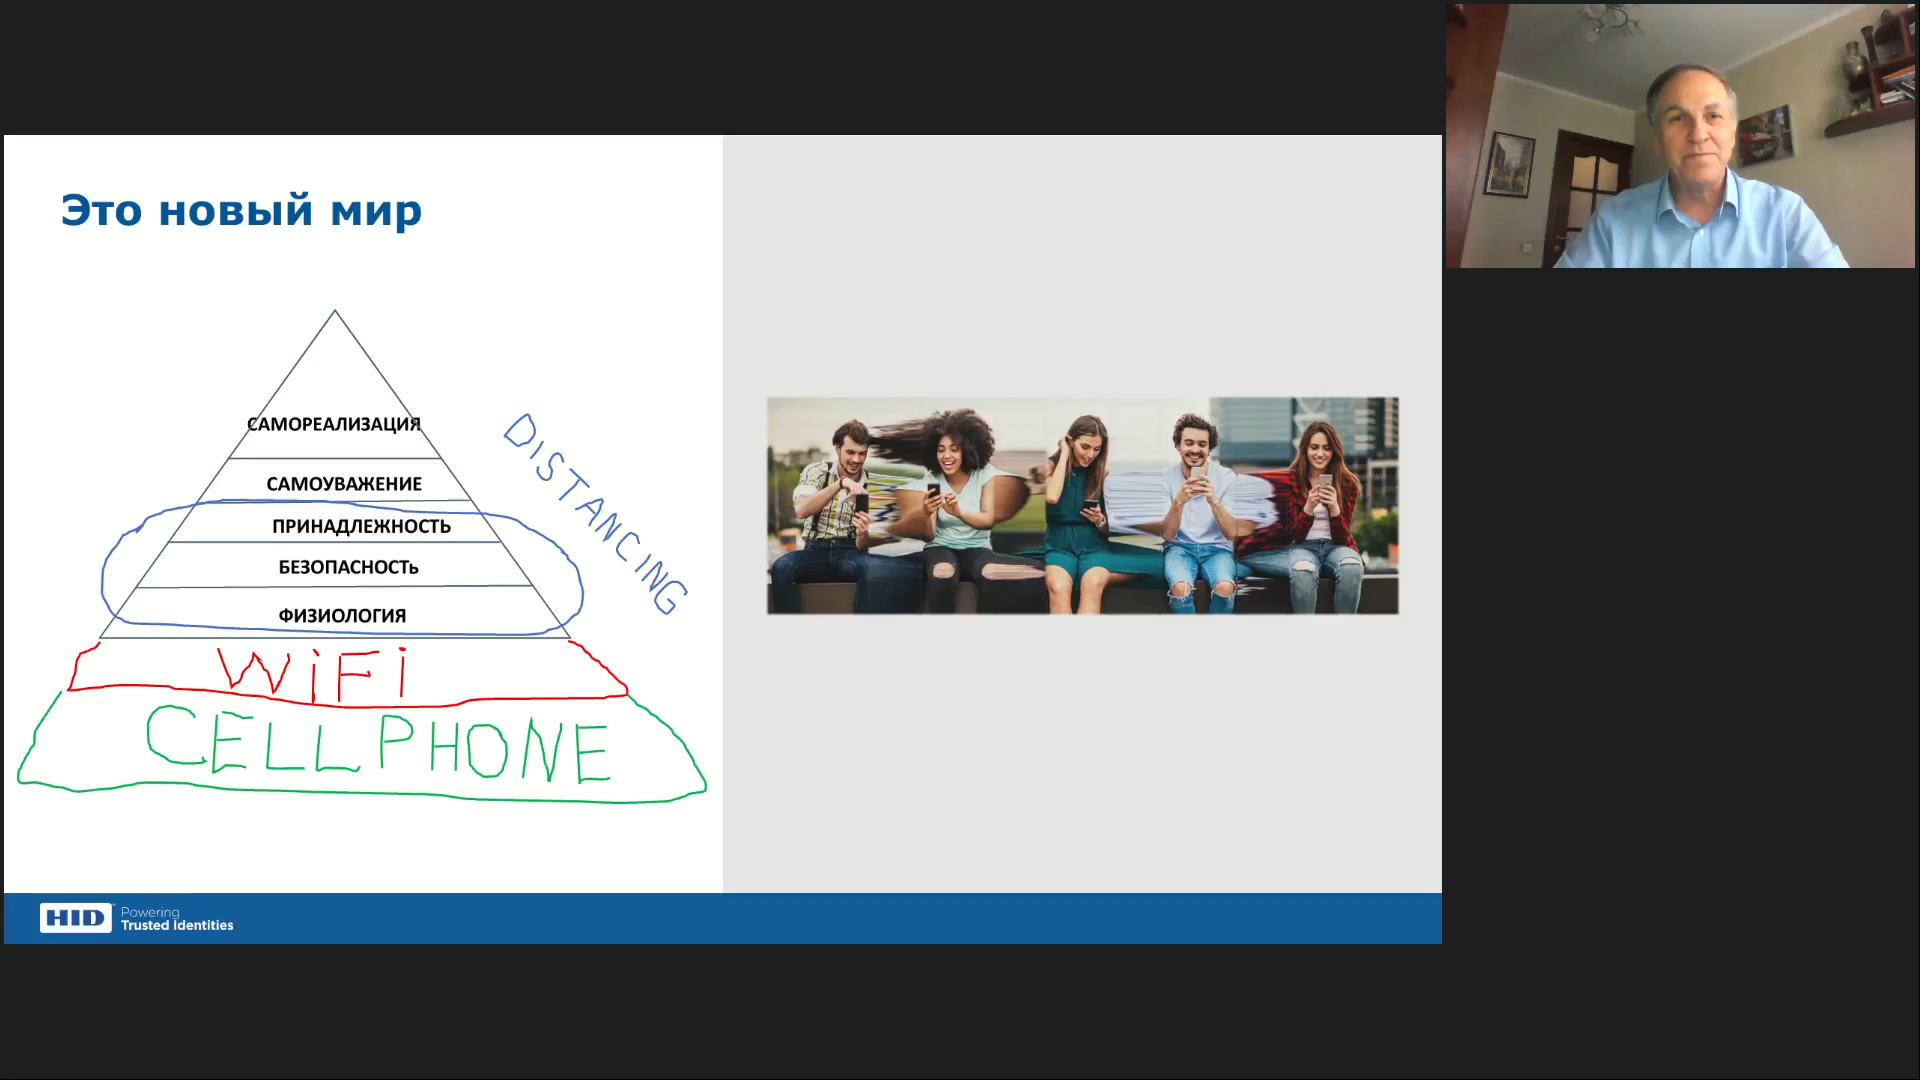 Это новый мир
САМОРЕАЛИЗАЦИЯ
САМОУВАЖЕНИЕ
ПРИНАДЛЕЖНОСТЬ
БЕЗОПАСНОСТЬ
ФИЗИОЛОГИЯ
DISTANCING
WiFi
CELLPHONE
HID
Powering
Trusted Identities